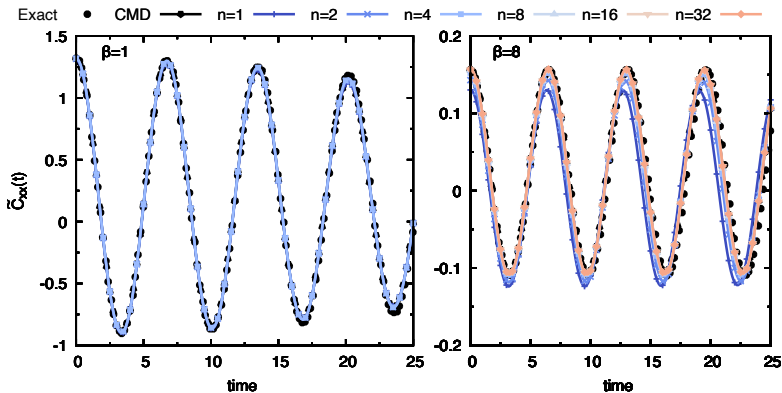 Exact CMD n=1 n=2 n=4 n=8 n=16 n=32
β=1
1.5
1
0.5
0
-0.5
-1
0 5 10 15 20 25
time
C̃xx(t)
β=8
0.2
0.1
0
-0.1
-0.2
0 5 10 15 20 25
time